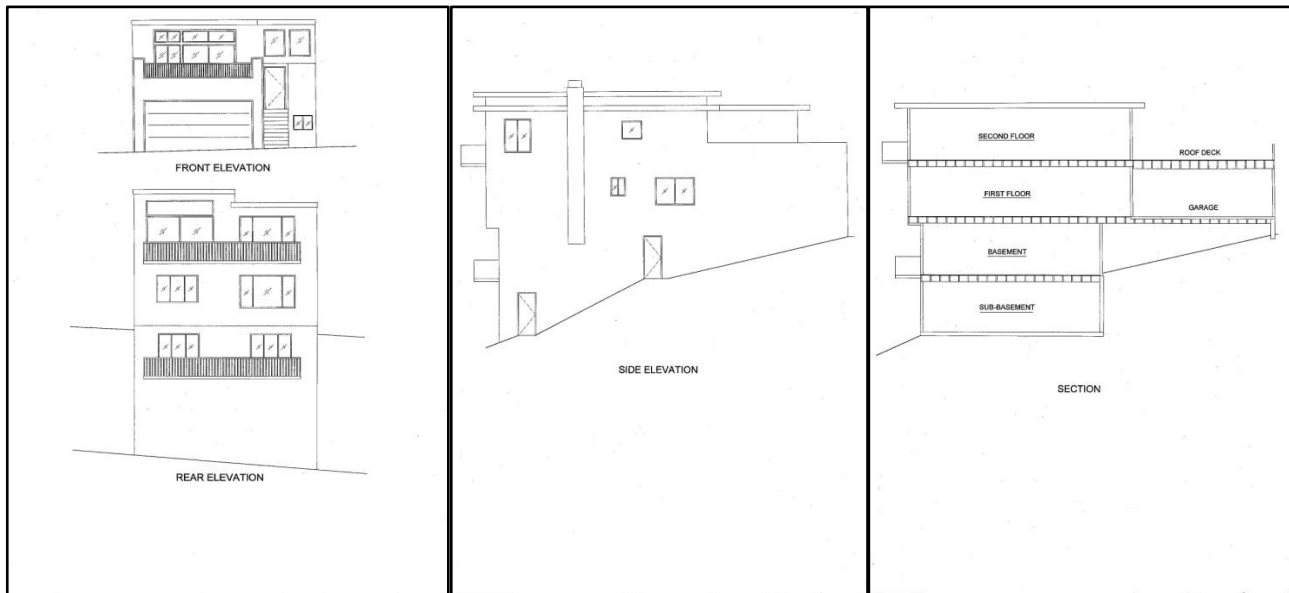 FRONT ELEVATION
REAR ELEVATION
SIDE ELEVATION
SECOND FLOOR
ROOF DECK
FIRST FLOOR
GARAGE
BASEMENT
SUB-BASEMENT
SECTION